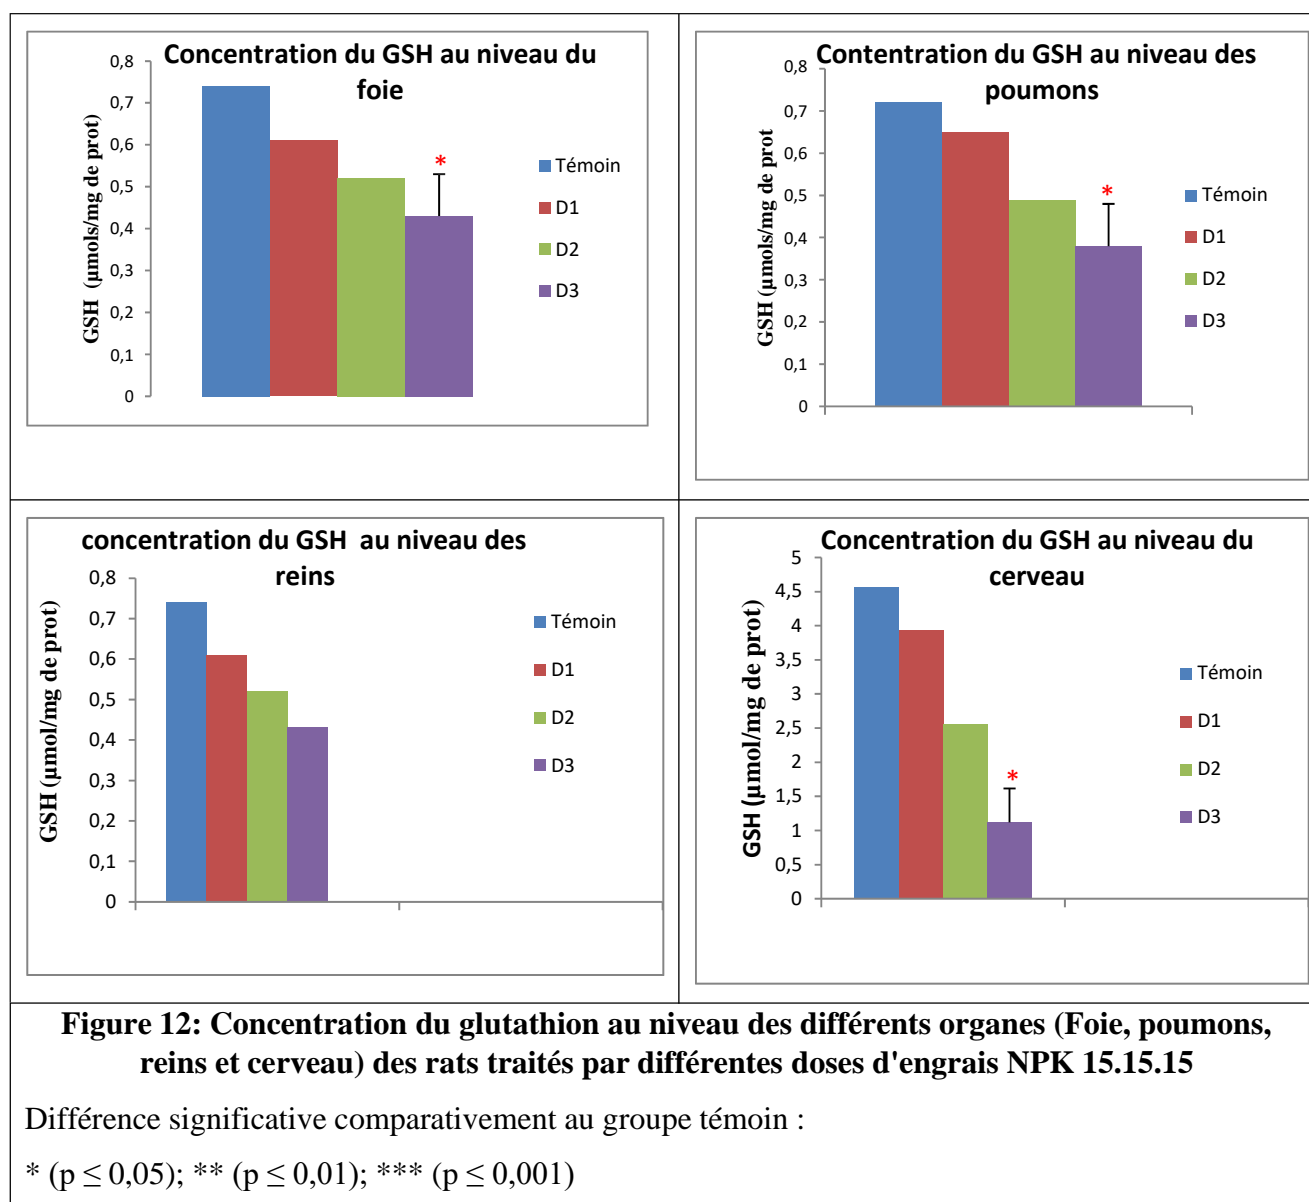 Concentration du GSH au niveau du
foie
0,8
0,7
0,6
0,5
0,4
0,3
0,2
0,1
0
GSH (µmols/mg de prot)
*
Témoin
D1
D2
D3
Contentration du GSH au niveau des
poumons
0,8
0,7
0,6
0,5
0,4
0,3
0,2
0,1
0
GSH (µmols/mg de prot
*
Témoin
D1
D2
D3
concentration du GSH au niveau des
reins
0,8
0,7
0,6
0,5
0,4
0,3
0,2
0,1
0
GSH (µmol/mg de prot)
Témoin
D1
D2
D3
Concentration du GSH au niveau du
cerveau
5
4,5
4
3,5
3
2,5
2
1,5
1
0,5
0
GSH (µmol/mg de prot)
*
Témoin
D1
D2
D3
Figure 12: Concentration du glutathion au niveau des différents organes (Foie, poumons,
reins et cerveau) des rats traités par différentes doses d'engrais NPK 15.15.15
Différence significative comparativement au groupe témoin :
* (p ≤ 0,05); ** (p ≤ 0,01); *** (p ≤ 0,001)